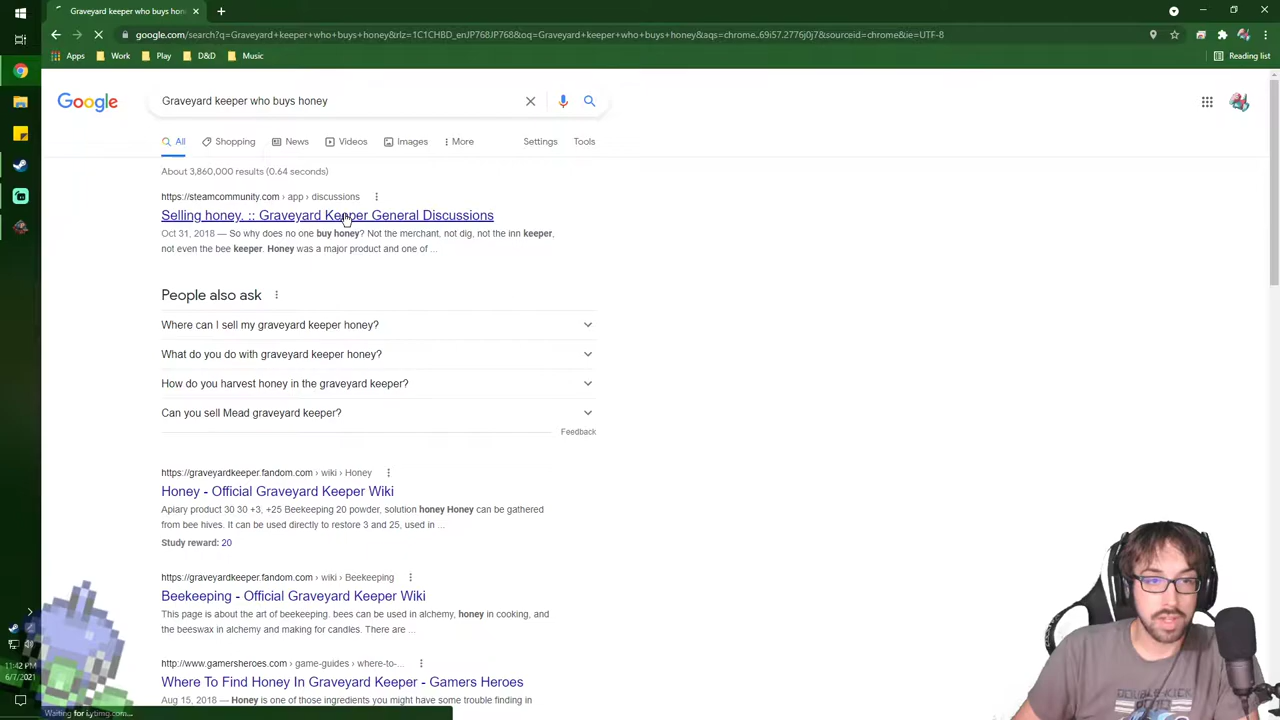 Graveyard keeper who buys hon
google.com/search?q=Graveyard+keeper+who+buys+honey&rlz=1C1CHBD_enJP768JP768&oq=Graveyard+keeper+who+buys+honey&aqs=chrome..69i57.2776j0j7&sourceid=chrome&ie=UTF-8
Apps Work Play D&D Music Reading list
Google Graveyard keeper who buys honey
All Shopping News Videos Images More Settings Tools
About 3,860,000 results (0.64 seconds)
https://steamcommunity.com › app › discussions
Selling honey. :: Graveyard Keeper General Discussions
Oct 31, 2018 — So why does no one buy honey? Not the merchant, not dig, not the inn keeper,
not even the bee keeper. Honey was a major product and one of ...
People also ask
Where can I sell my graveyard keeper honey?
What do you do with graveyard keeper honey?
How do you harvest honey in the graveyard keeper?
Can you sell Mead graveyard keeper?
Feedback
https://graveyardkeeper.fandom.com › wiki › Honey
Honey - Official Graveyard Keeper Wiki
Apiary product 30 30 +3, +25 Beekeeping 20 powder, solution honey Honey can be gathered
from bee hives. It can be used directly to restore 3 and 25, used in ...
Study reward: 20
https://graveyardkeeper.fandom.com › wiki › Beekeeping
Beekeeping - Official Graveyard Keeper Wiki
This page is about the art of beekeeping. bees can be used in alchemy, honey in cooking, and
the beeswax in alchemy and making for candles. There are ...
http://www.gamersheroes.com › game-guides › where-to-...
Where To Find Honey In Graveyard Keeper - Gamers Heroes
Aug 15, 2018 — Honey is one of those ingredients you might have some trouble finding in
11:42 PM
6/7/2021
Waiting for i.ytimg.com...